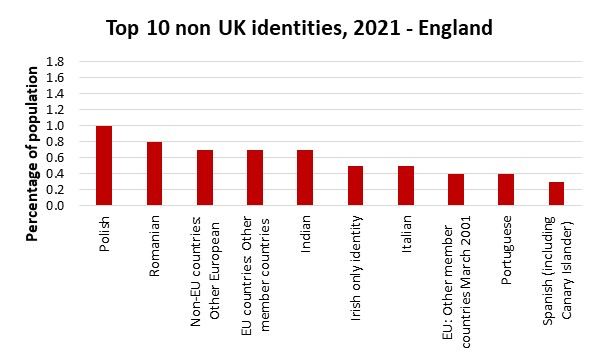 Top 10 non UK identities, 2021 - England
Percentage of population
1.8
1.6
1.4
1.2
1.0
0.8
0.6
0.4
0.2
0.0
Polish
Romanian
Non-EU countries:
Other European
EU countries: Other
member countries
Indian
Irish only identity
Italian
EU: Other member
countries March 2001
Portuguese
Spanish (including
Canary Islander)